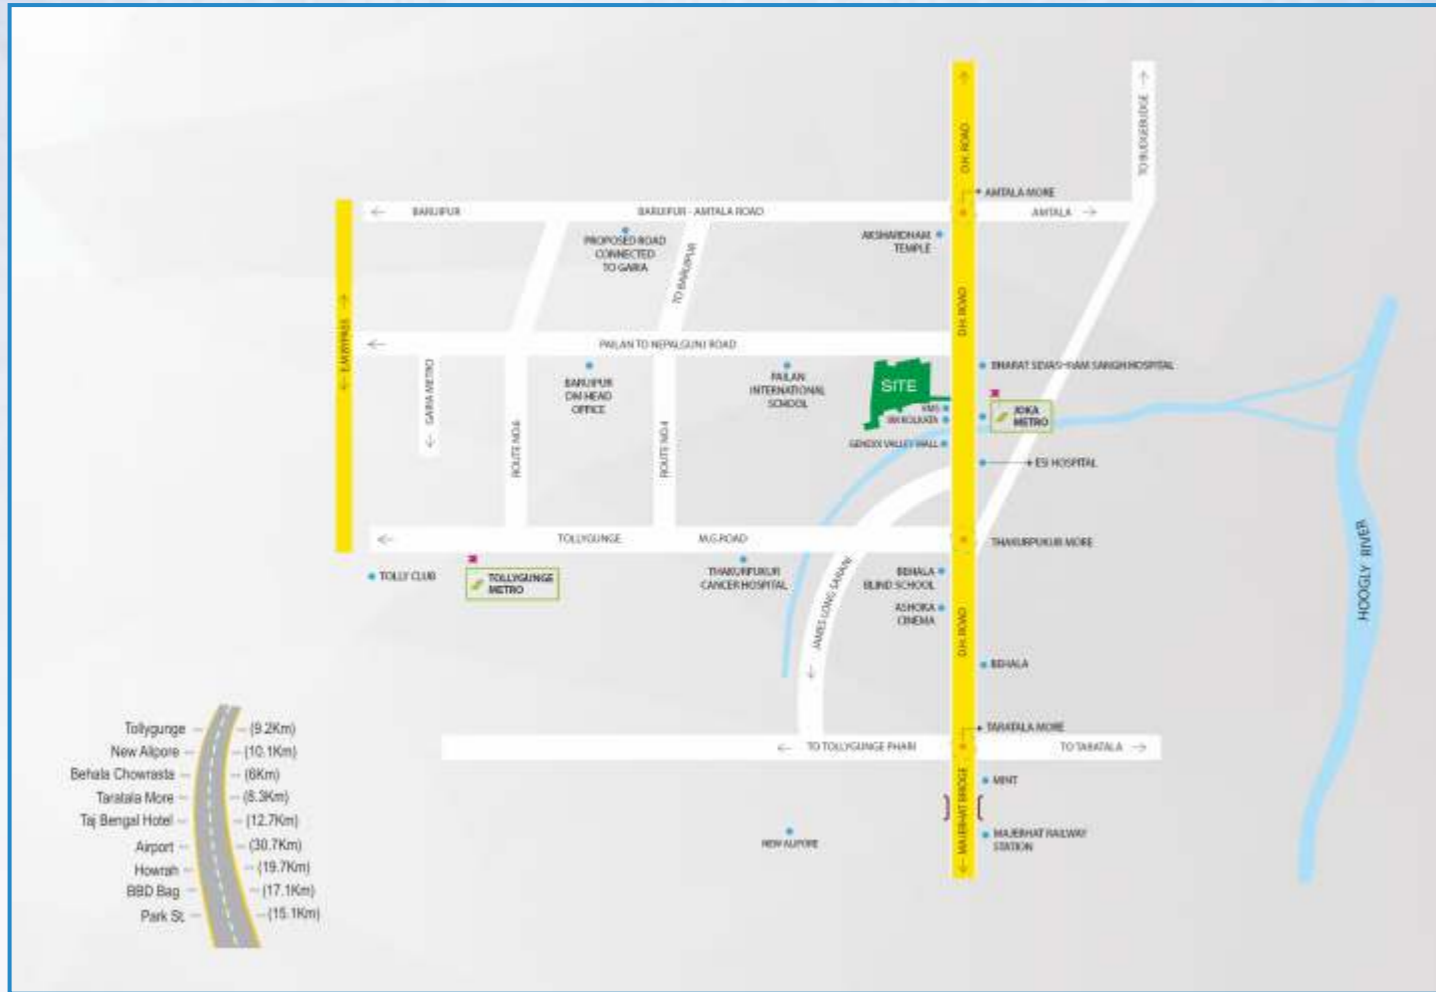 D.H. ROAD
TO BUDGEBUDGE
AMTALA MORE
BARUIPUR
BARUIPUR - AMTALA ROAD
AMTALA
PROPOSED ROAD
CONNECTED
TO GARIA
AKSHARDHAM
TEMPLE
TO BARUIPUR
D.H. ROAD
E.M BYPASS
PAILAN TO NEPALGUNJ ROAD
GARIA METRO
BARUIPUR
DM HEAD
OFFICE
PAILAN
INTERNATIONAL
SCHOOL
SITE
BHARAT SEVASHRAM SANGH HOSPITAL
JOKA
METRO
IIM KOLKATA
GENEXX VALLEY MALL
ESI HOSPITAL
ROUTE NO.6
ROUTE NO.4
TOLLYGUNGE
M.G.ROAD
THAKURPUKUR MORE
TOLLY CLUB
TOLLYGUNGE
METRO
THAKURPUKUR
CANCER HOSPITAL
BEHALA
BLIND SCHOOL
ASHOKA
CINEMA
JAMES LONG SARANI
D.H. ROAD
BEHALA
HOOGLY RIVER
TARATALA MORE
TO TOLLYGUNGE PHARI
TO TARATALA
MAJERHAT BRIDGE
MINT
NEW ALIPORE
MAJERHAT RAILWAY
STATION
Tollygunge (9.2Km)
New Alipore (10.1Km)
Behala Chowrasta (6Km)
Taratala More (8.3Km)
Taj Bengal Hotel (12.7Km)
Airport (30.7Km)
Howrah (19.7Km)
BBD Bag (17.1Km)
Park St. (15.1Km)